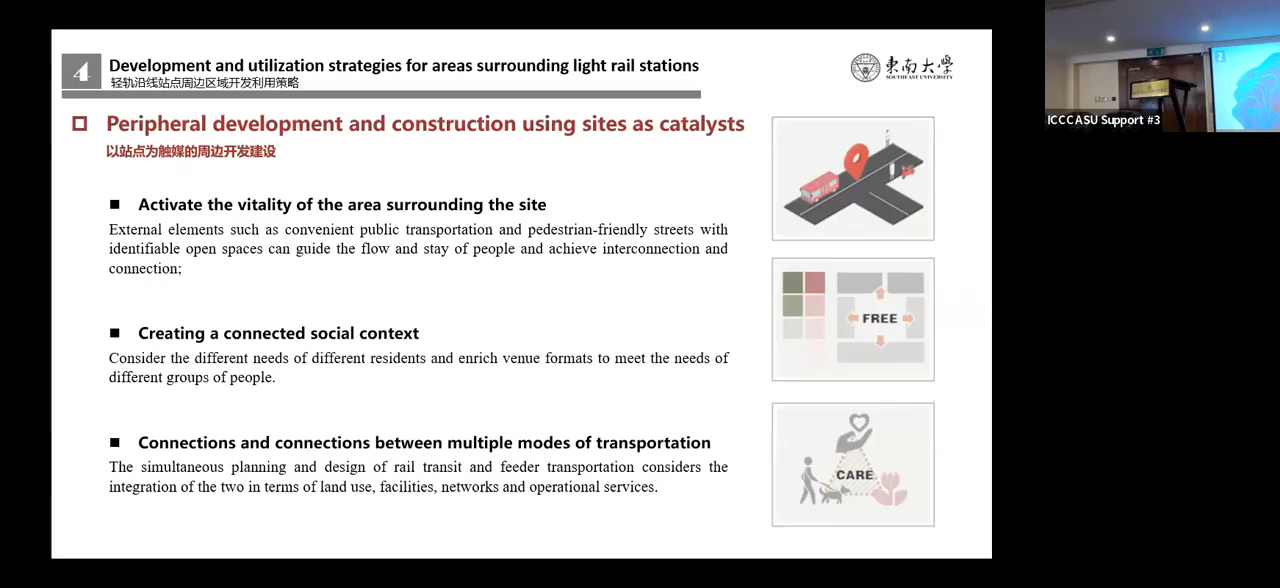 4
Development and utilization strategies for areas surrounding light rail stations
轻轨沿线站点周边区域开发利用策略
東南大學
SOUTHEAST UNIVERSITY
Peripheral development and construction using sites as catalysts
以站点为触媒的周边开发建设
Activate the vitality of the area surrounding the site
External elements such as convenient public transportation and pedestrian-friendly streets with
identifiable open spaces can guide the flow and stay of people and achieve interconnection and
connection;
Creating a connected social context
Consider the different needs of different residents and enrich venue formats to meet the needs of
different groups of people.
Connections and connections between multiple modes of transportation
The simultaneous planning and design of rail transit and feeder transportation considers the
integration of the two in terms of land use, facilities, networks and operational services.
FREE
CARE
2
ICCCASU Support #3